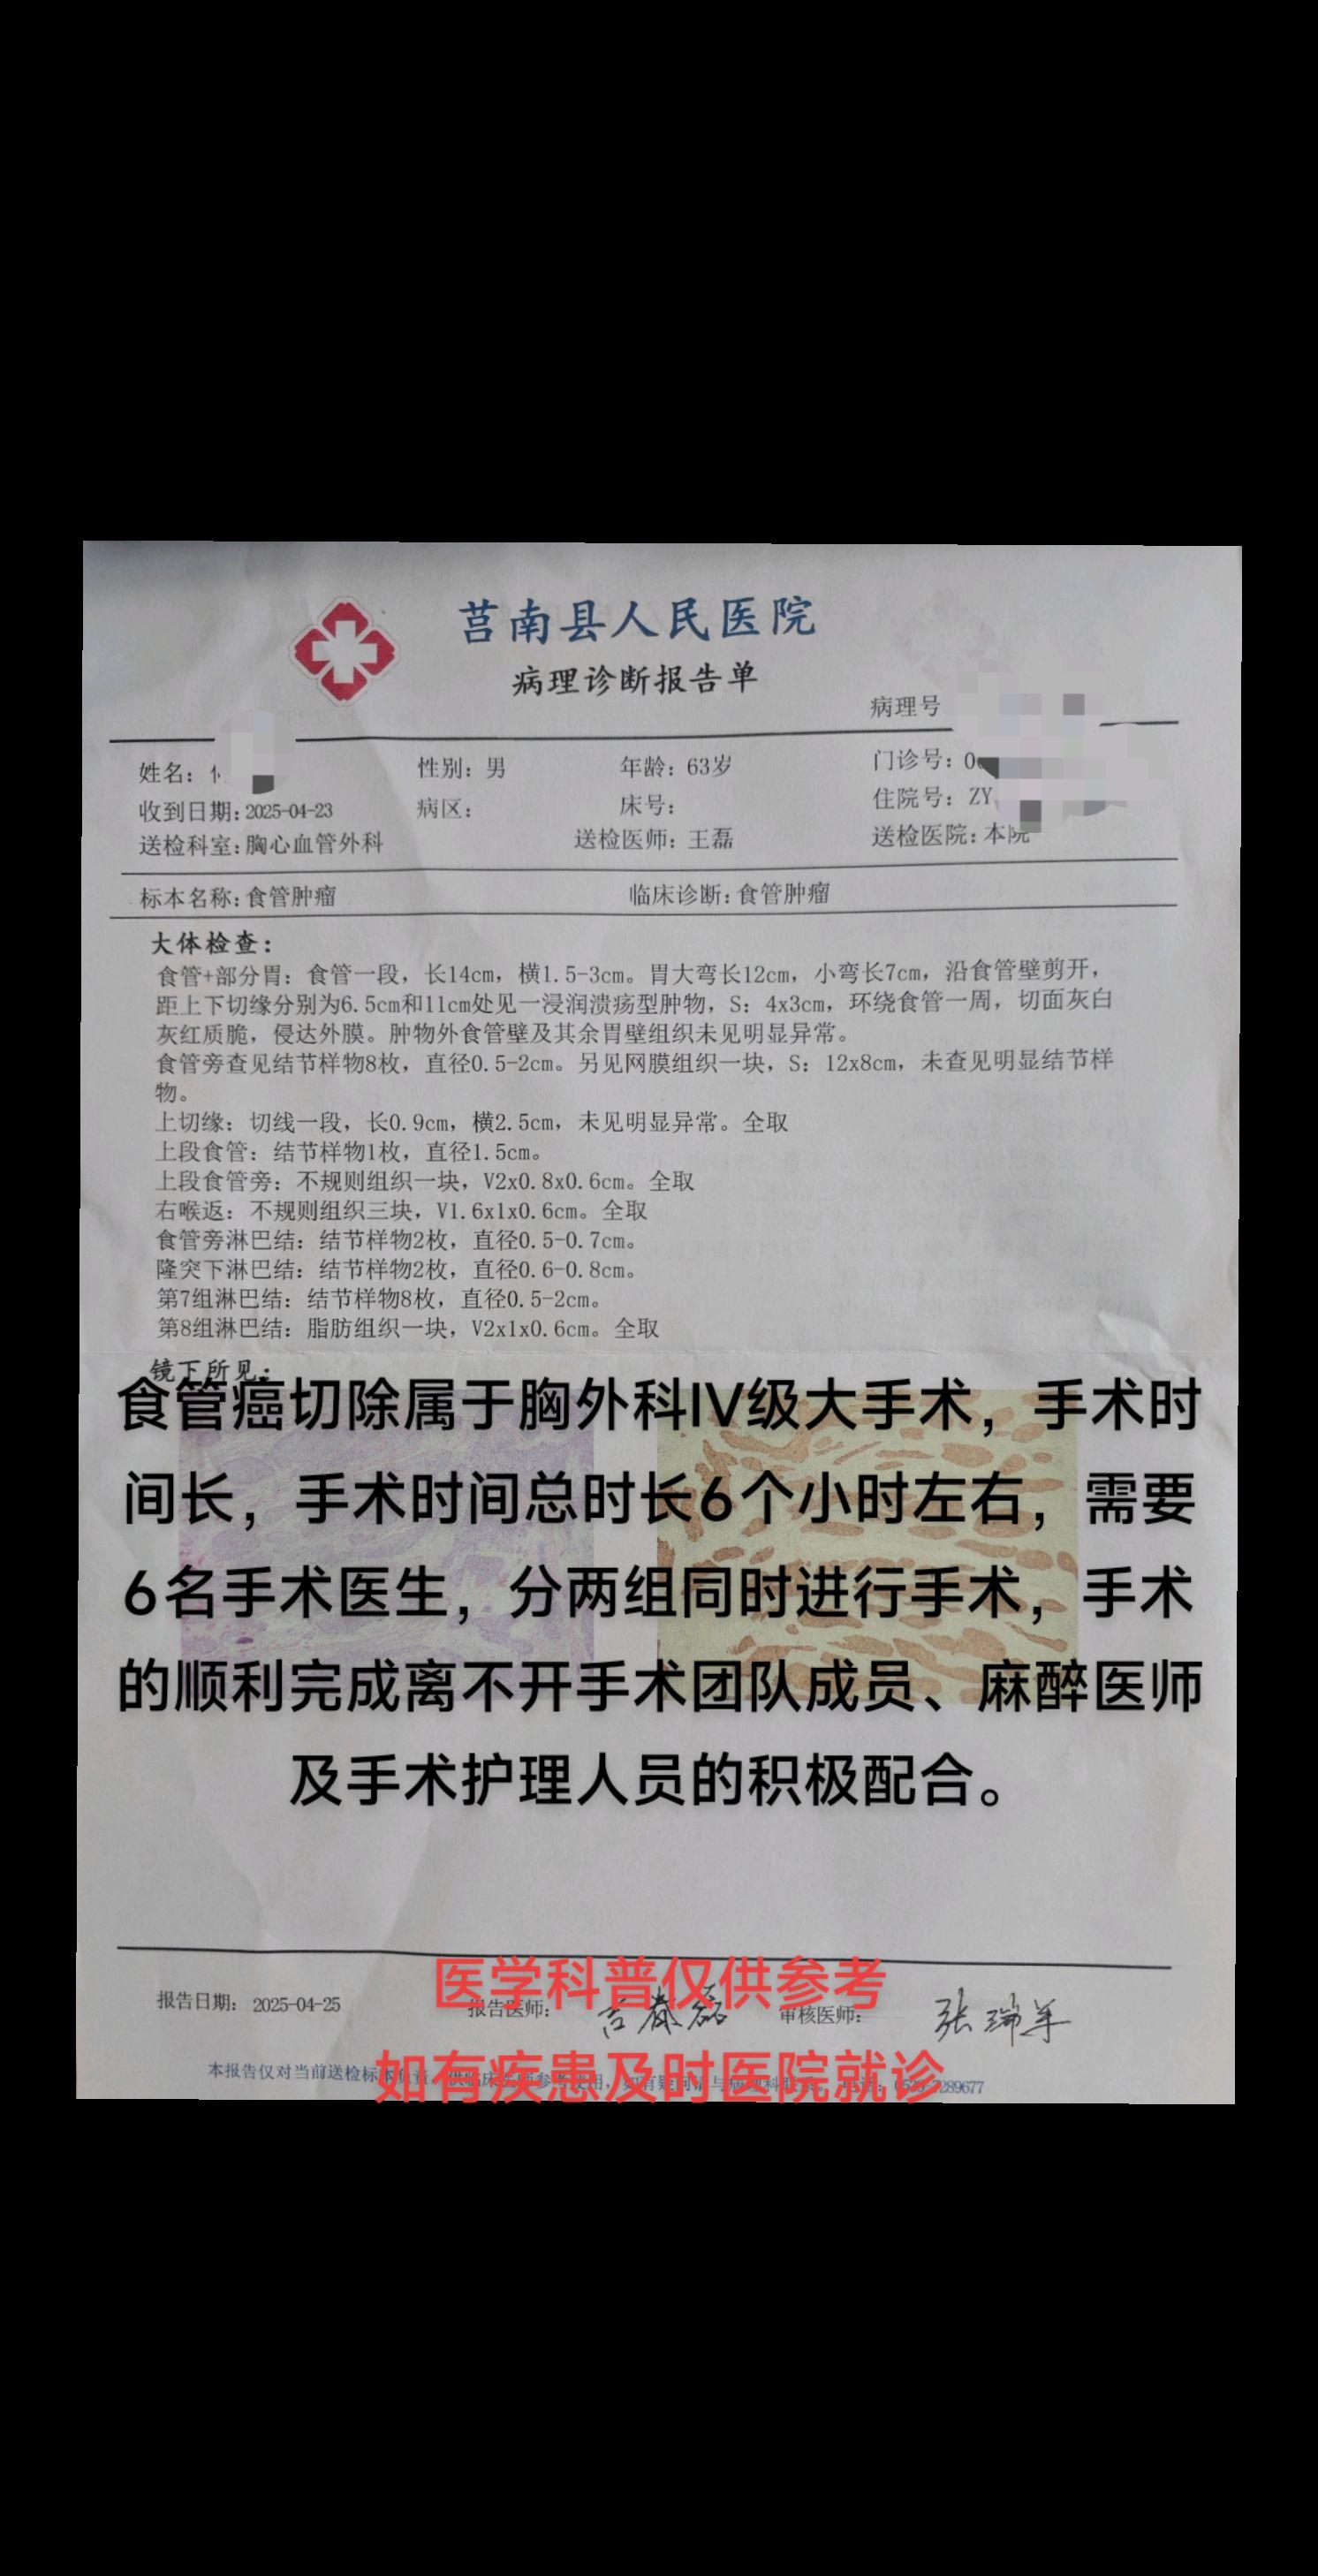 莒南县人民医院
病理诊断报告单
病理号
姓名：
性别：男
年龄：63岁
门诊号：0
收到日期：2025-04-23
病区：
床号：
住院号：ZY
送检科室：胸心血管外科
送检医师：王磊
送检医院：本院
标本名称：食管肿瘤
临床诊断：食管肿瘤
大体检查：
食管+部分胃：食管一段，长14cm，横1.5-3cm。胃大弯长12cm，小弯长7cm，沿食管壁剪开，
距上下切缘分别为6.5cm和11cm处见一浸润溃疡型肿物，S：4x3cm，环绕食管一周，切面灰白
灰红质脆，侵达外膜。肿物外食管壁及其余胃壁组织未见明显异常。
食管旁查见结节样物8枚，直径0.5-2cm。另见网膜组织一块，S：12x8cm，未查见明显结节样
物。
上切缘：切线一段，长0.9cm，横2.5cm，未见明显异常。全取
上段食管：结节样物1枚，直径1.5cm。
上段食管旁：不规则组织一块，V2x0.8x0.6cm。全取
右喉返：不规则组织三块，V1.6x1x0.6cm。全取
食管旁淋巴结：结节样物2枚，直径0.5-0.7cm。
隆突下淋巴结：结节样物2枚，直径0.6-0.8cm。
第7组淋巴结：结节样物8枚，直径0.5-2cm。
第8组淋巴结：脂肪组织一块，V2x1x0.6cm。全取
镜下所见：
食管癌切除属于胸外科IV级大手术，手术时
间长，手术时间总时长6个小时左右，需要
6名手术医生，分两组同时进行手术，手术
的顺利完成离不开手术团队成员、麻醉医师
及手术护理人员的积极配合。
医学科普仅供参考
报告日期：2025-04-25
报告医师：
审核医师：
如有疾患及时医院就诊
本报告仅对当前送检标本负责